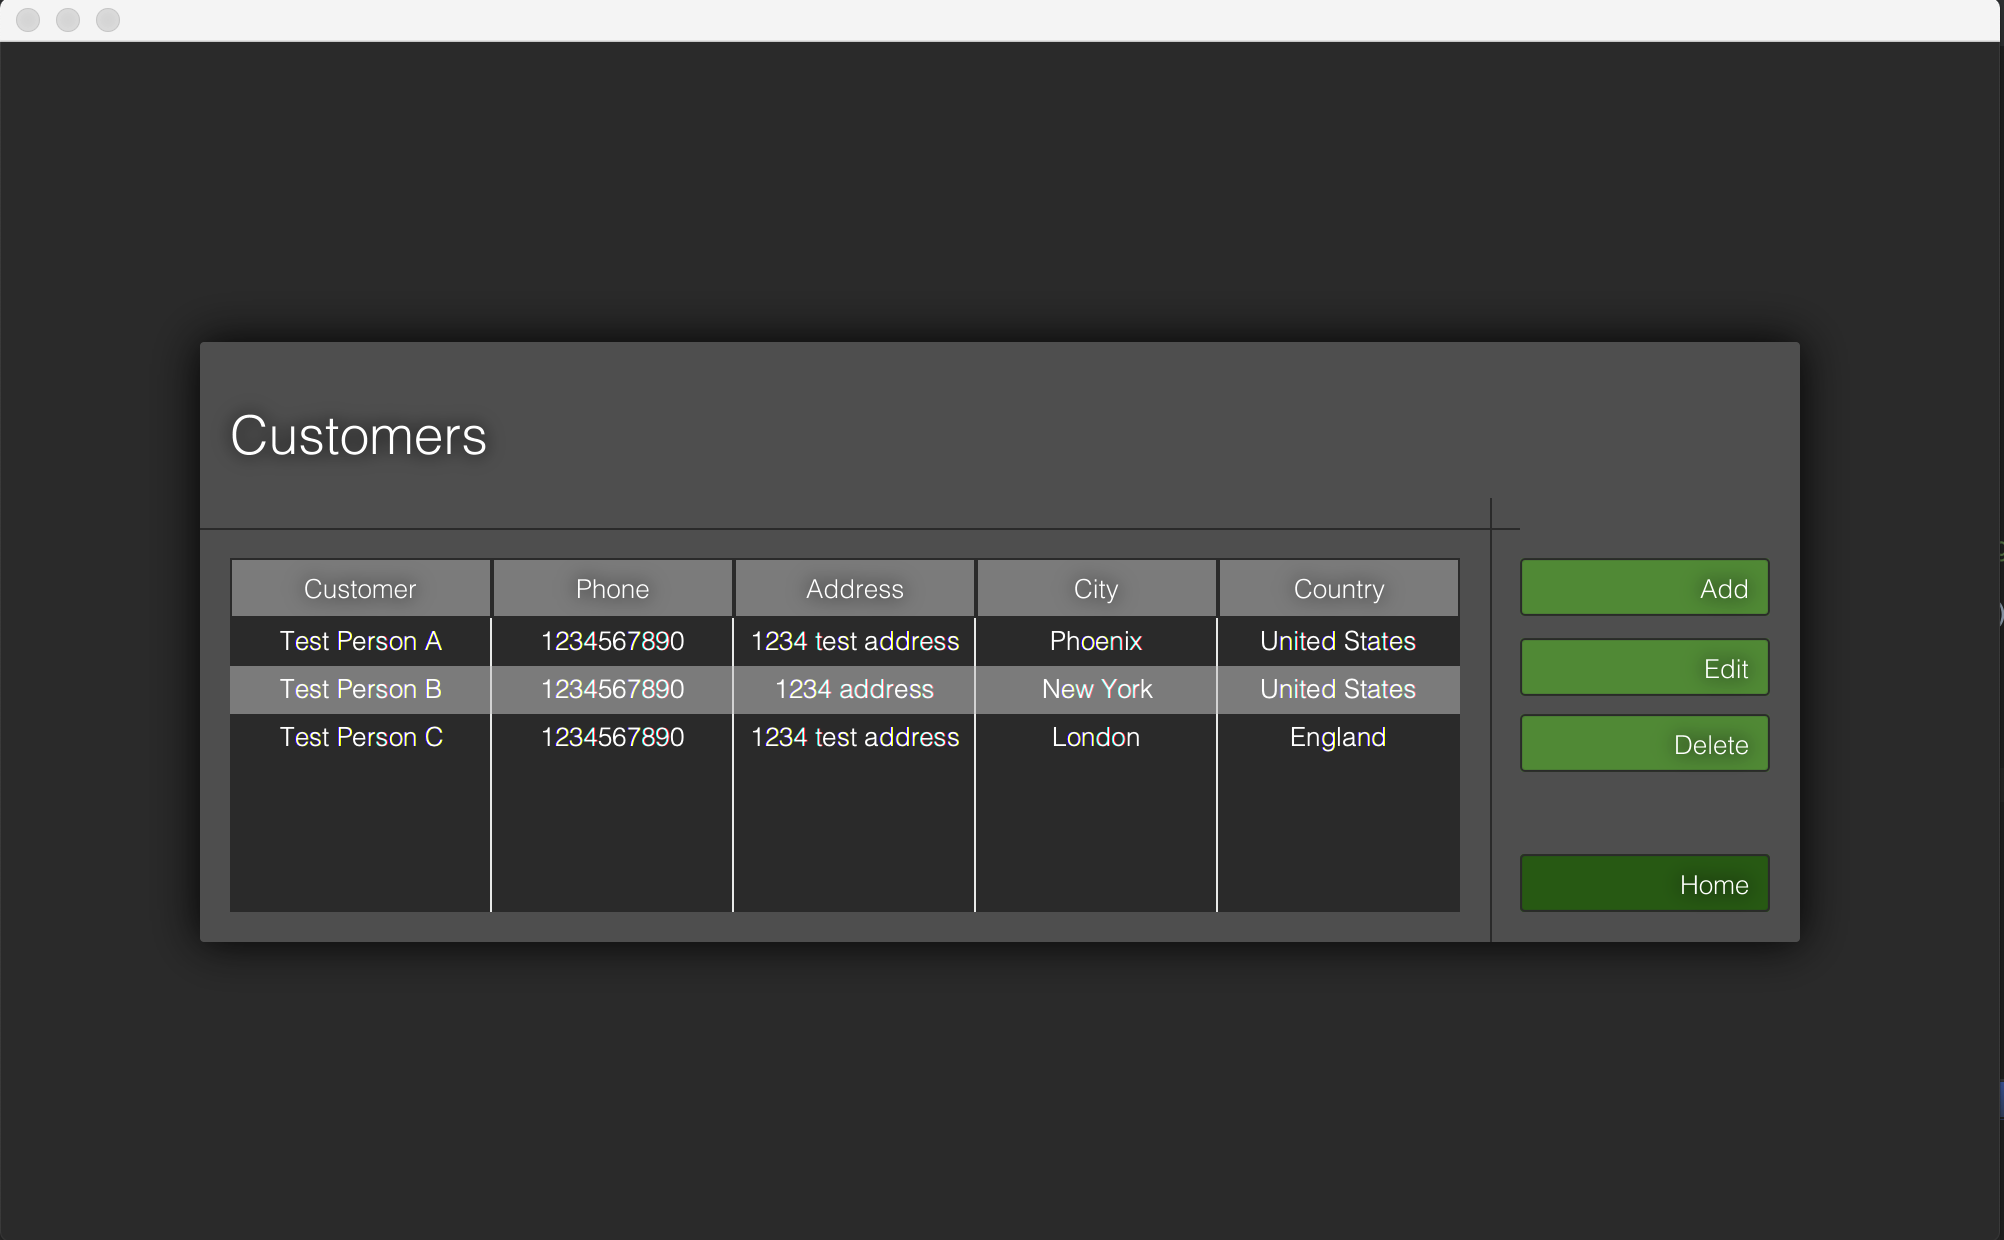 Customers
Customer Phone Address City Country
Test Person A 1234567890 1234 test address Phoenix United States
Test Person B 1234567890 1234 address New York United States
Test Person C 1234567890 1234 test address London England
Add
Edit
Delete
Home